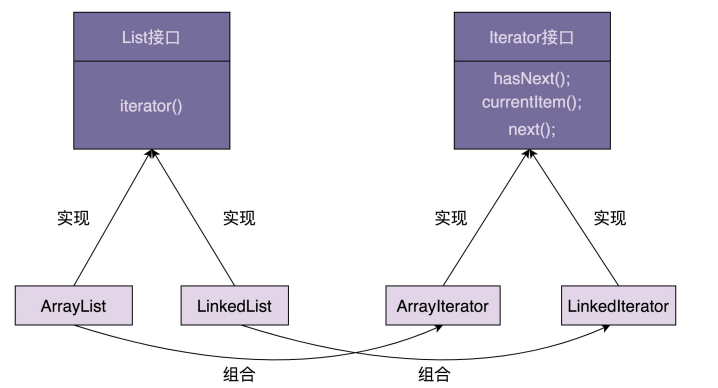 List接口
iterator()
Iterator接口
hasNext();
currentItem();
next();
实现
实现
实现
实现
ArrayList
LinkedList
ArrayIterator
LinkedIterator
组合
组合